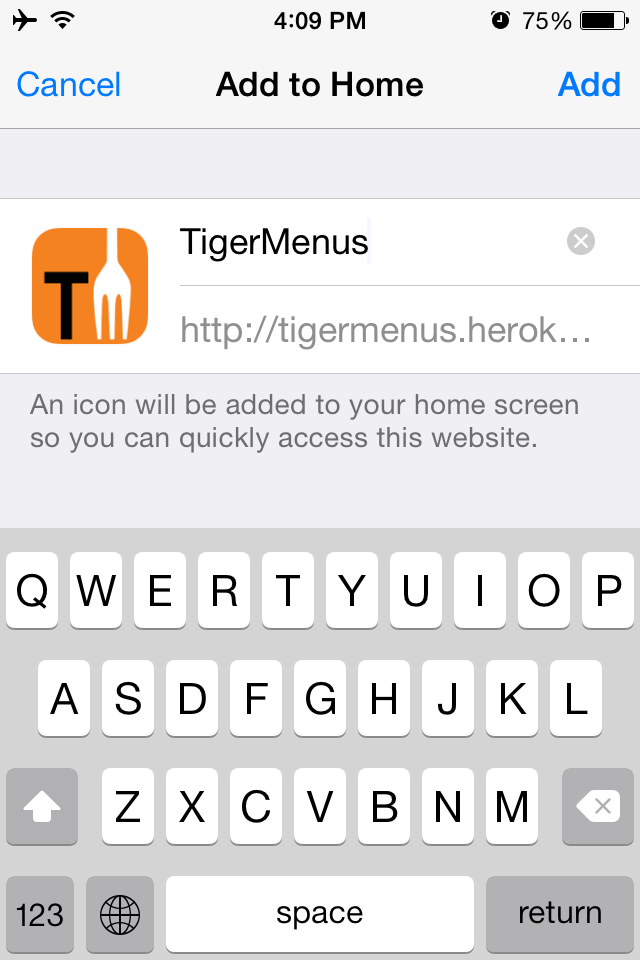 4:09 PM 75%
Cancel Add to Home Add
T
TigerMenus
http://tigermenus.herok…
An icon will be added to your home screen
so you can quickly access this website.
Q W E R T Y U I O P
A S D F G H J K L
Z X C V B N M
123 space return